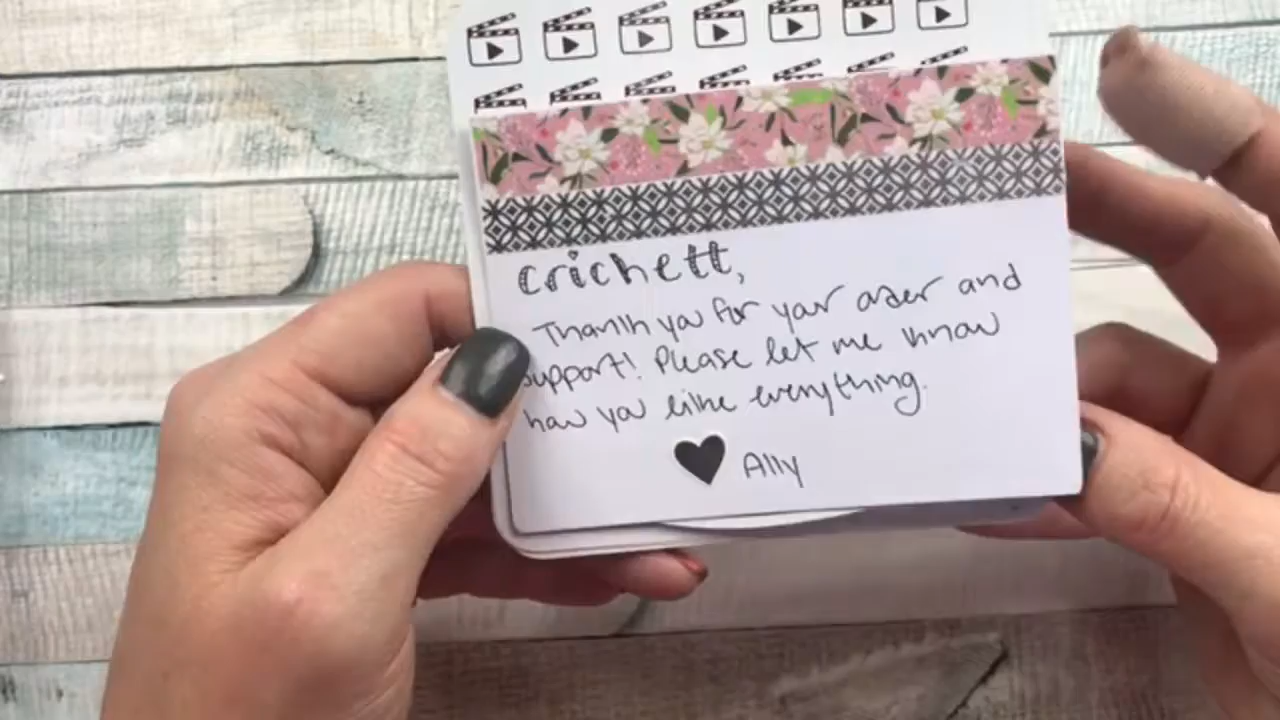 Crichett,
Thank you for your order and
support! Please let me know
how you like everything.
Ally